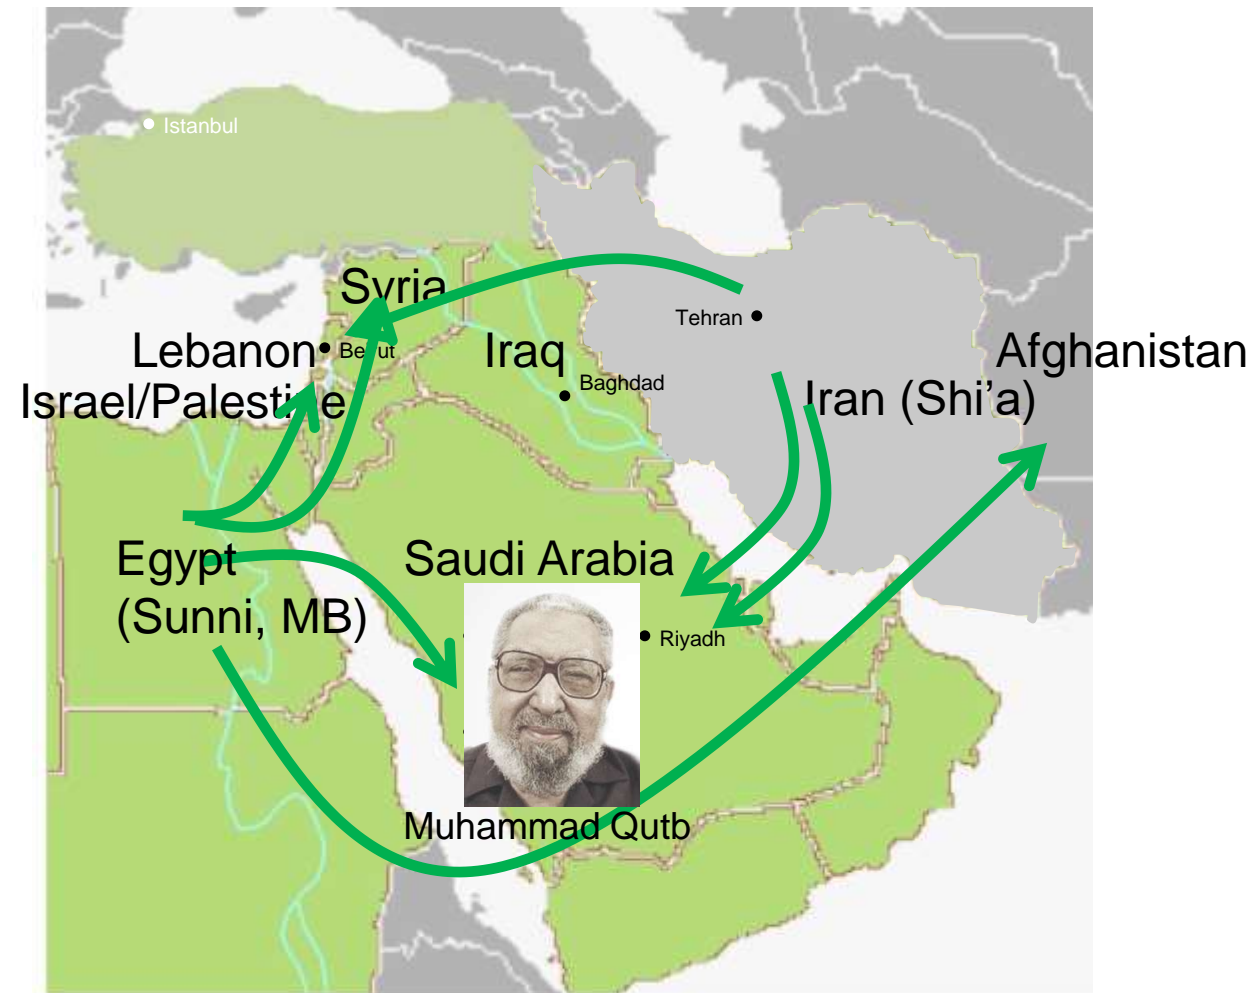 Istanbul
Syria
Tehran
Lebanon
Beirut
Iraq
Afghanistan
Baghdad
Israel/Palestine
Iran (Shi’a)
Egypt
(Sunni, MB)
Saudi Arabia
Riyadh
Muhammad Qutb